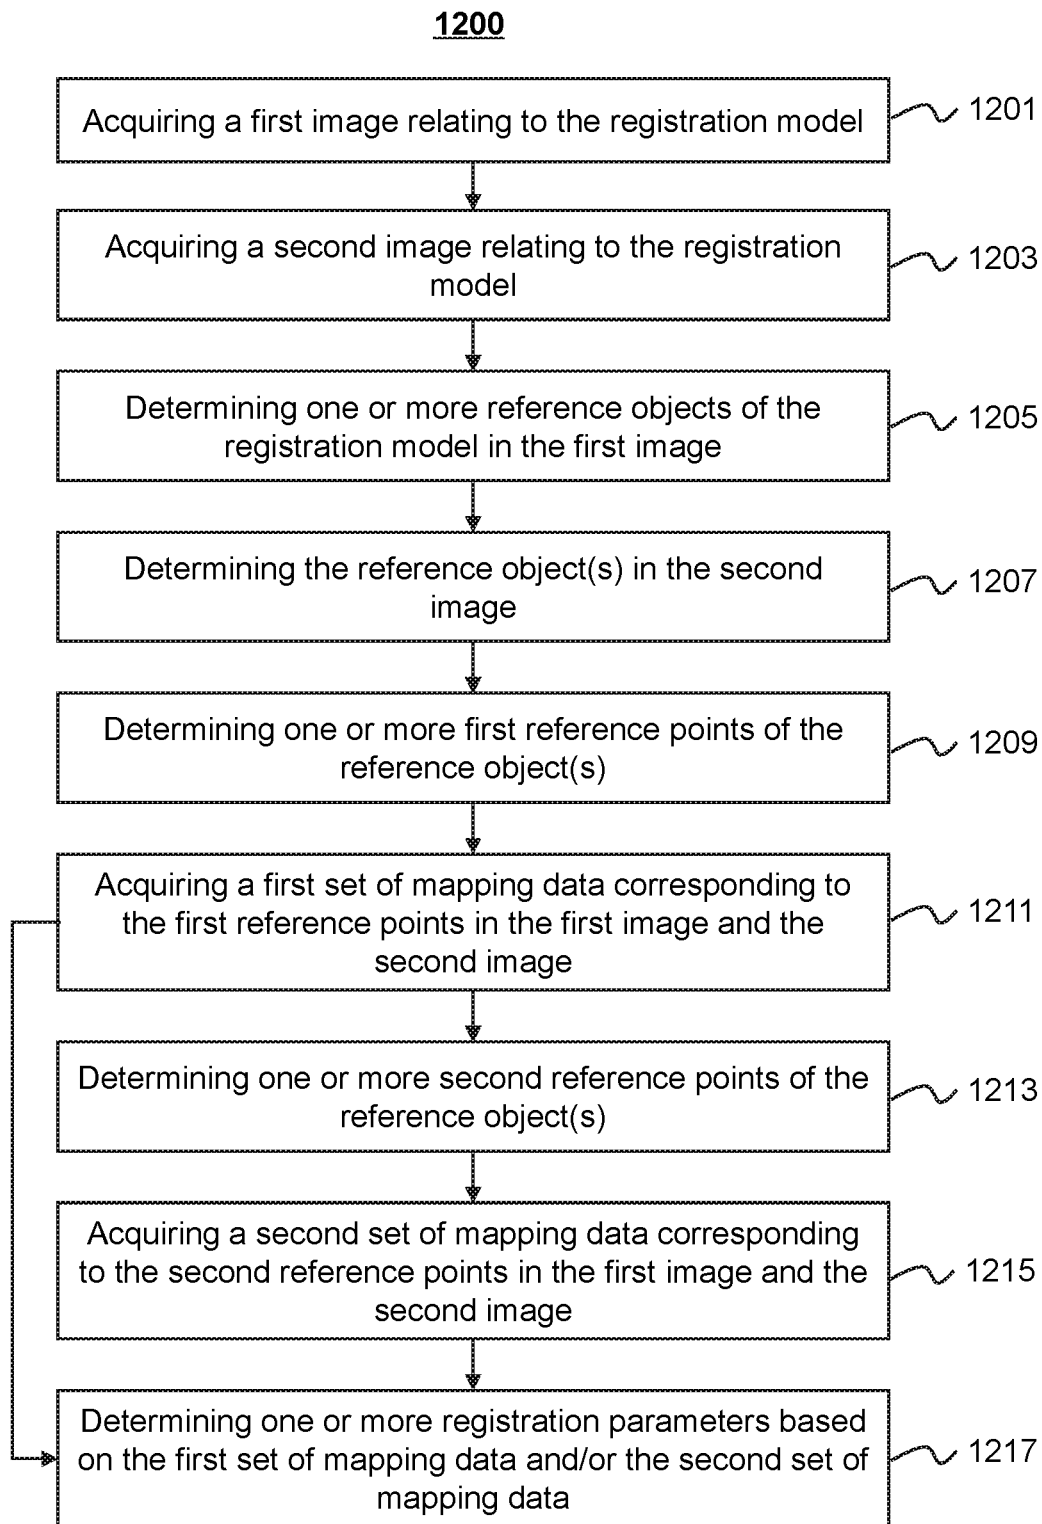 1200
Acquiring a first image relating to the registration model
1201
Acquiring a second image relating to the registration
model
1203
Determining one or more reference objects of the
registration model in the first image
1205
Determining the reference object(s) in the second
image
1207
Determining one or more first reference points of the
reference object(s)
1209
Acquiring a first set of mapping data corresponding to
the first reference points in the first image and the
second image
1211
Determining one or more second reference points of the
reference object(s)
1213
Acquiring a second set of mapping data corresponding
to the second reference points in the first image and the
second image
1215
Determining one or more registration parameters based
on the first set of mapping data and/or the second set of
mapping data
1217